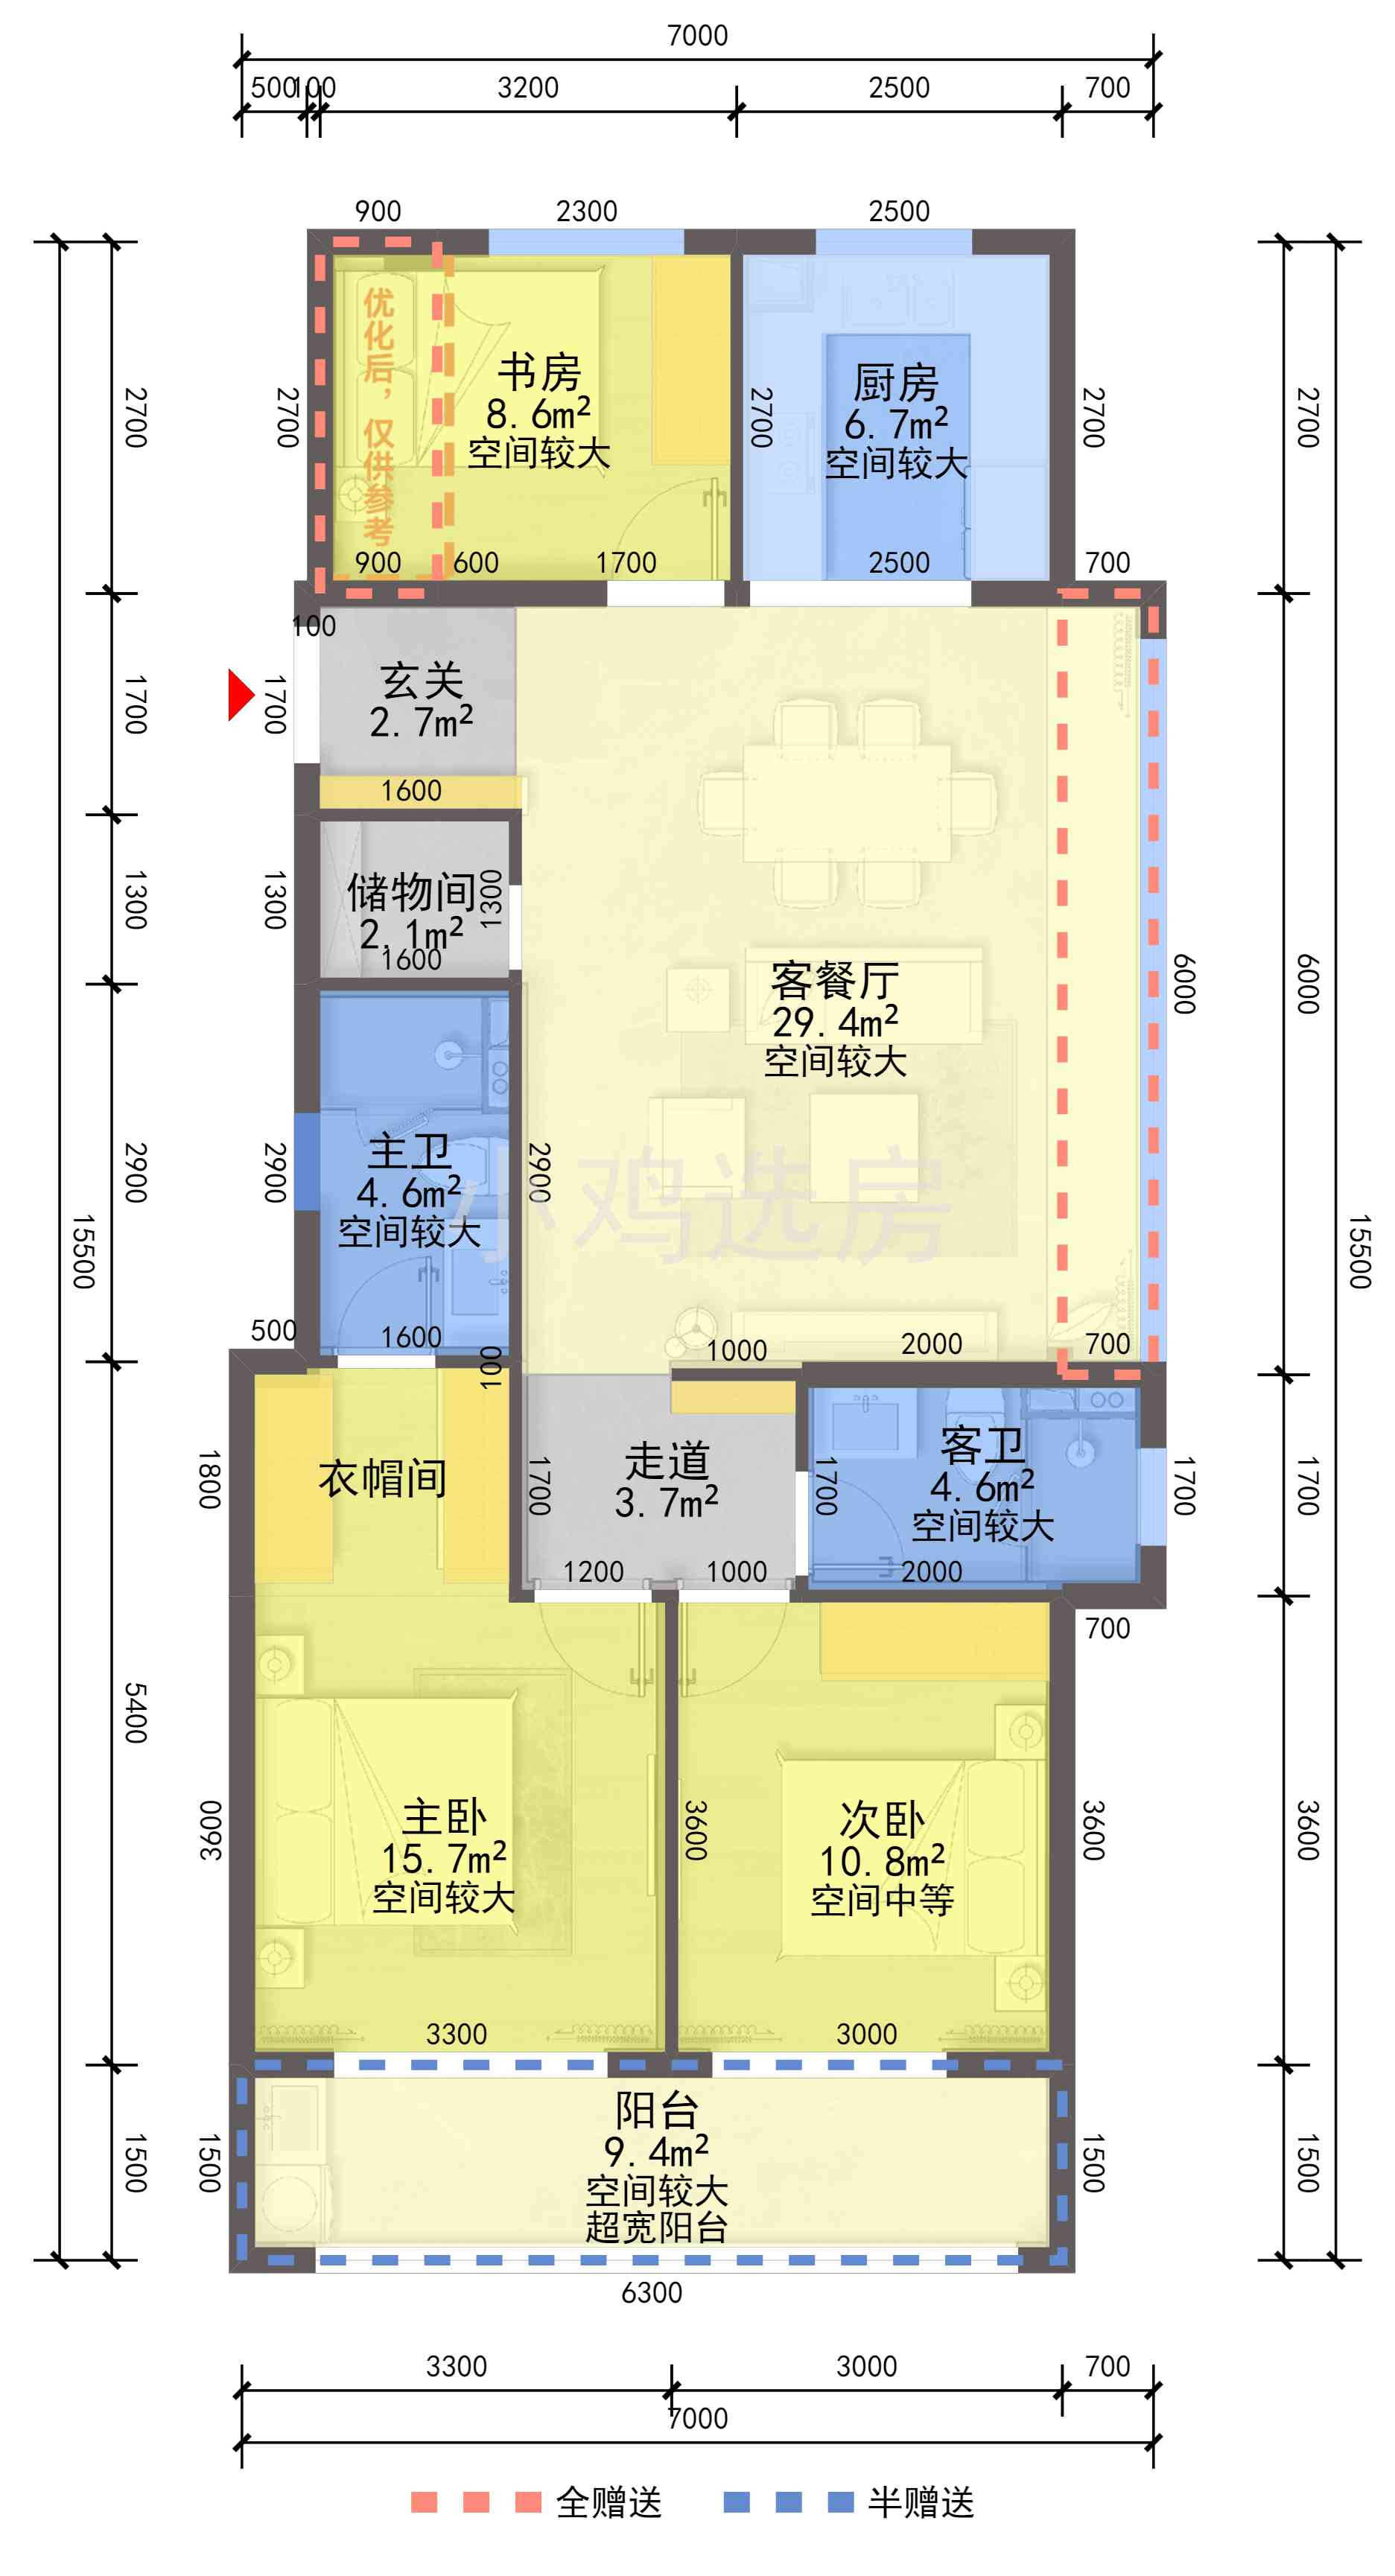 7000
500
100
3200
2500
700
900
2300
2500
2700
2700
优化后，仅供参考
书房
8.6m²
空间较大
2700
厨房
6.7m²
空间较大
2700
2700
900
600
1700
2500
700
100
1700
1700
玄关
2.7m²
1600
1300
1300
储物间
2.1m²
1600
1300
客餐厅
29.4m²
空间较大
6000
6000
2900
2900
主卫
4.6m²
空间较大
2900
小鸡选房
15500
15500
500
1600
100
1000
2000
700
1800
衣帽间
1700
走道
3.7m²
1700
客卫
4.6m²
空间较大
1700
1700
1200
1000
2000
700
5400
3600
主卧
15.7m²
空间较大
3600
次卧
10.8m²
空间中等
3600
3600
3300
3000
1500
1500
阳台
9.4m²
空间较大
超宽阳台
1500
1500
6300
3300
3000
700
7000
全赠送
半赠送